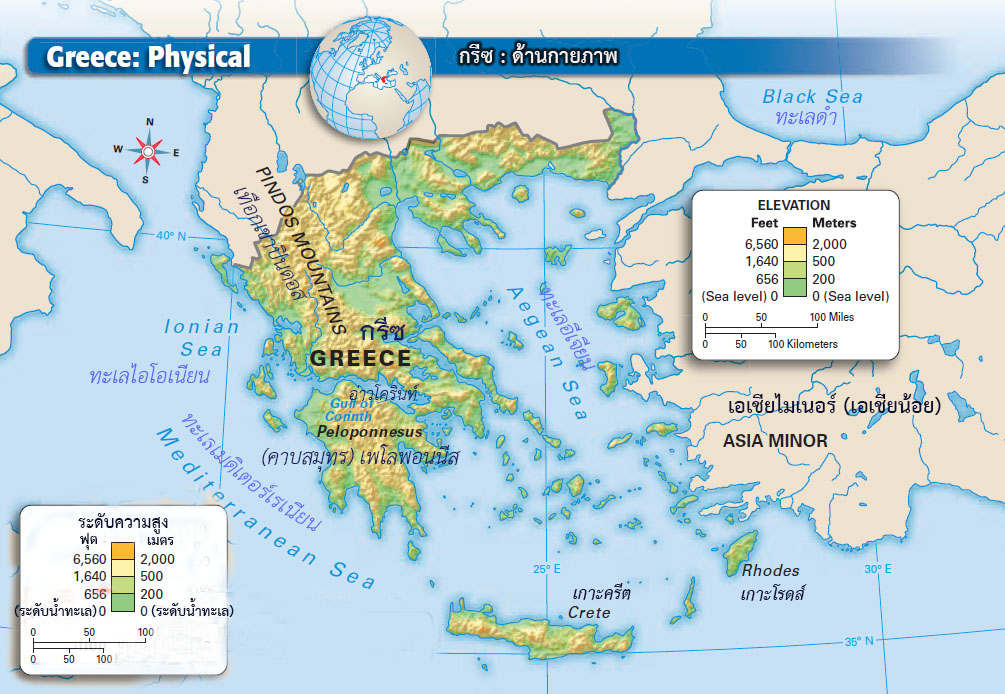 Greece: Physical
กรีซ : ด้านกายภาพ
Black Sea
ทะเลดำ
N
W
E
S
PINDOS MOUNTAINS
เทือกเขาปินดอส
40° N
ELEVATION
Feet
Meters
6,560
2,000
1,640
500
656
200
(Sea level) 0
0 (Sea level)
0 50 100 Miles
0 50 100 Kilometers
Ionian
Sea
ทะเลไอโอเนียน
Aegean Sea
ทะเลอีเจียน
กรีซ
GREECE
อ่าวโครินท์
Gulf of
Corinth
Peloponnesus
(คาบสมุทร) เพโลพอนนีส
เอเชียไมเนอร์ (เอเชียน้อย)
ASIA MINOR
ทะเลเมดิเตอร์เรเนียน
Mediterranean Sea
ระดับความสูง
ฟุต
เมตร
6,560
2,000
1,640
500
656
200
(ระดับน้ำทะเล) 0
0 (ระดับน้ำทะเล)
0 50 100
0 50 100
25° E
30° E
Rhodes
เกาะโรดส์
เกาะครีต
Crete
35° N